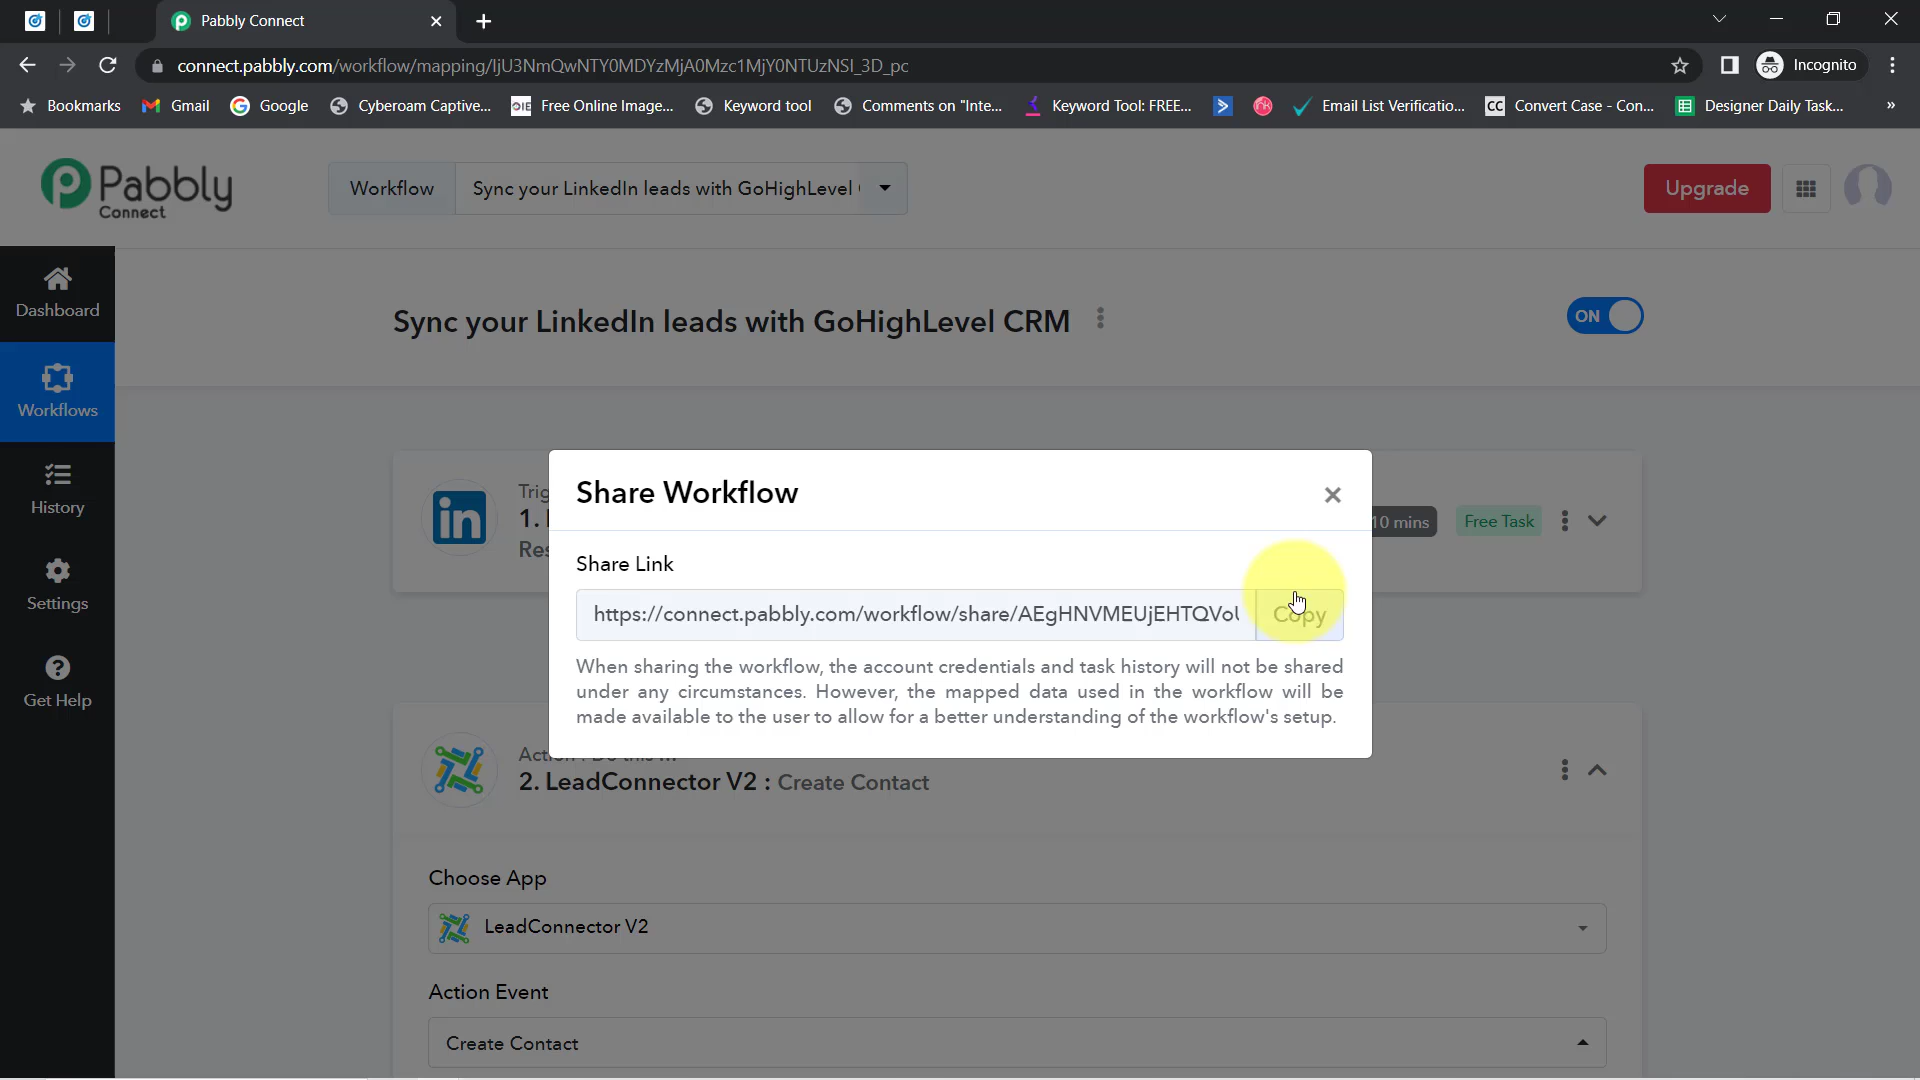 Pabbly Connect
connect.pabbly.com/workflow/mapping/IjU3NmQwNTY0MDYzMjA0Mzc1MjY0NTUzNSI_3D_pc
Incognito
Bookmarks Gmail Google Cyberoam Captive... Free Online Image... Keyword tool Comments on "Inte... Keyword Tool: FREE... Email List Verificatio... CC Convert Case - Con... Designer Daily Task... »
Pabbly
Connect
Workflow
Sync your LinkedIn leads with GoHighLevel
Upgrade
Dashboard
Workflows
History
Settings
Get Help
Sync your LinkedIn leads with GoHighLevel CRM
ON
in
Trig
1.
Res
10 mins
Free Task
Share Workflow
Share Link
https://connect.pabbly.com/workflow/share/AEgHNVMEUjEHTQVoU
Copy
When sharing the workflow, the account credentials and task history will not be shared
under any circumstances. However, the mapped data used in the workflow will be
made available to the user to allow for a better understanding of the workflow's setup.
2. LeadConnector V2 : Create Contact
Choose App
LeadConnector V2
Action Event
Create Contact